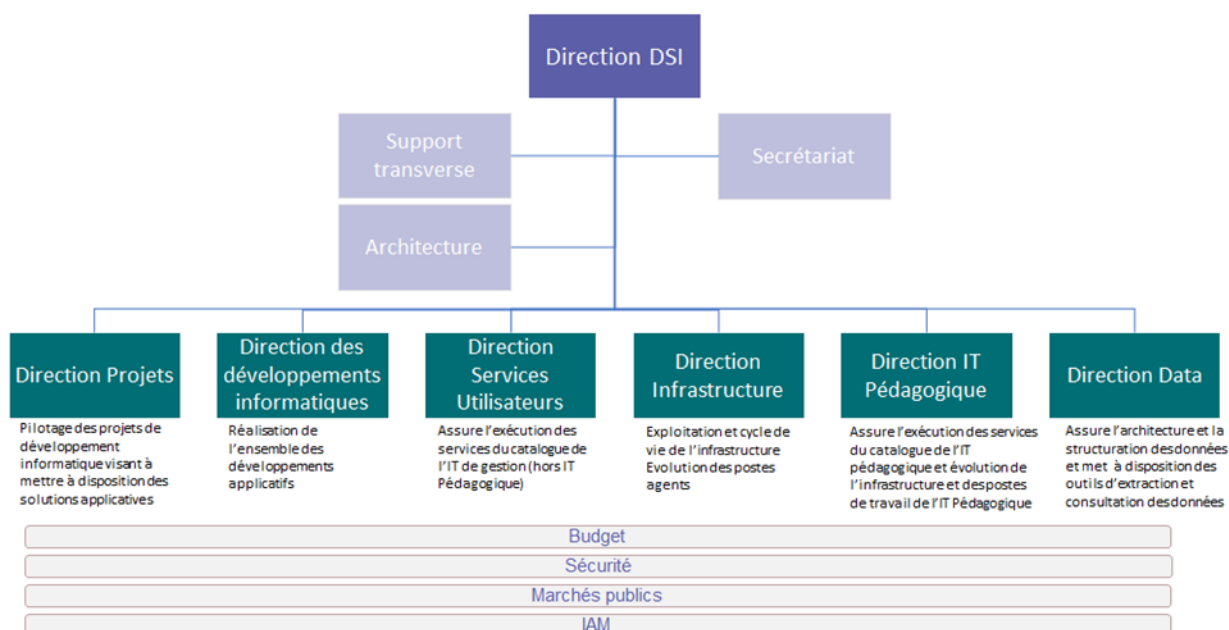 Direction DSI
Support
transverse
Secrétariat
Architecture
Direction Projets
Direction des
développements
informatiques
Direction
Services
Utilisateurs
Direction
Infrastructure
Direction IT
Pédagogique
Direction Data
Pilotage des projets de
développement
informatique visant à
mettre à disposition des
solutions applicatives
Réalisation de
l'ensemble des
développements
applicatifs
Assure l'exécution des
services du catalogue de
l'IT de gestion (hors IT
Pédagogique)
Exploitation et cycle de
vie de l'infrastructure
Evolution des postes
agents
Assure l'exécution des services
du catalogue de l'IT
pédagogique et évolution de
l'infrastructure et des postes
de travail de l'IT Pédagogique
Assure l'architecture et la
structuration des données
et met à disposition des
outils d'extraction et
consultation des données
Budget
Sécurité
Marchés publics
IAM